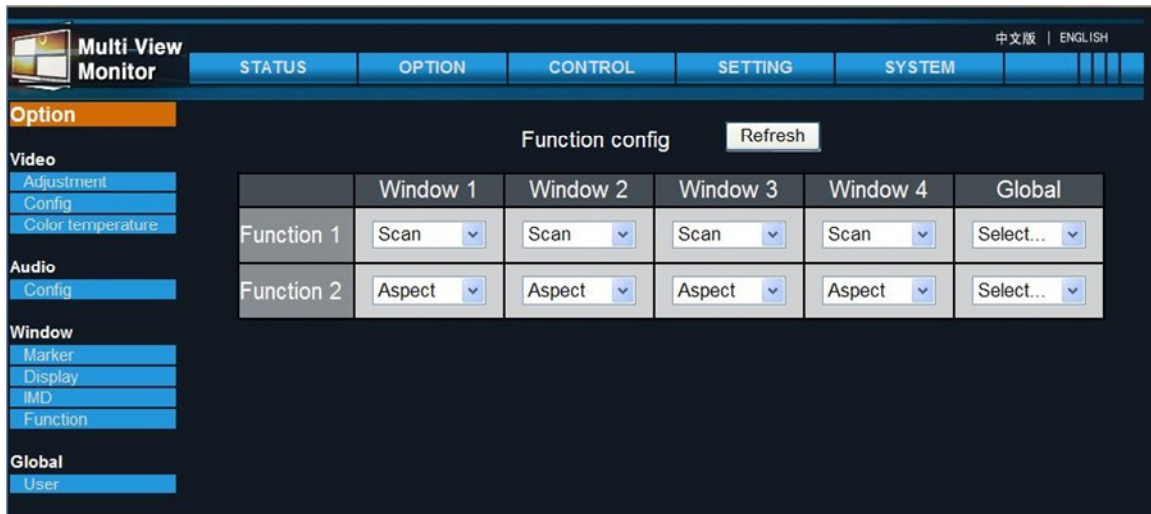 中文版 | ENGLISH
Multi View
Monitor
STATUS OPTION CONTROL SETTING SYSTEM
Option
Function config Refresh
Video
Adjustment
Config
Color temperature
Audio
Config
Window
Marker
Display
IMD
Function
Global
User
Window 1 Window 2 Window 3 Window 4 Global
Function 1 Scan Scan Scan Scan Select...
Function 2 Aspect Aspect Aspect Aspect Select...